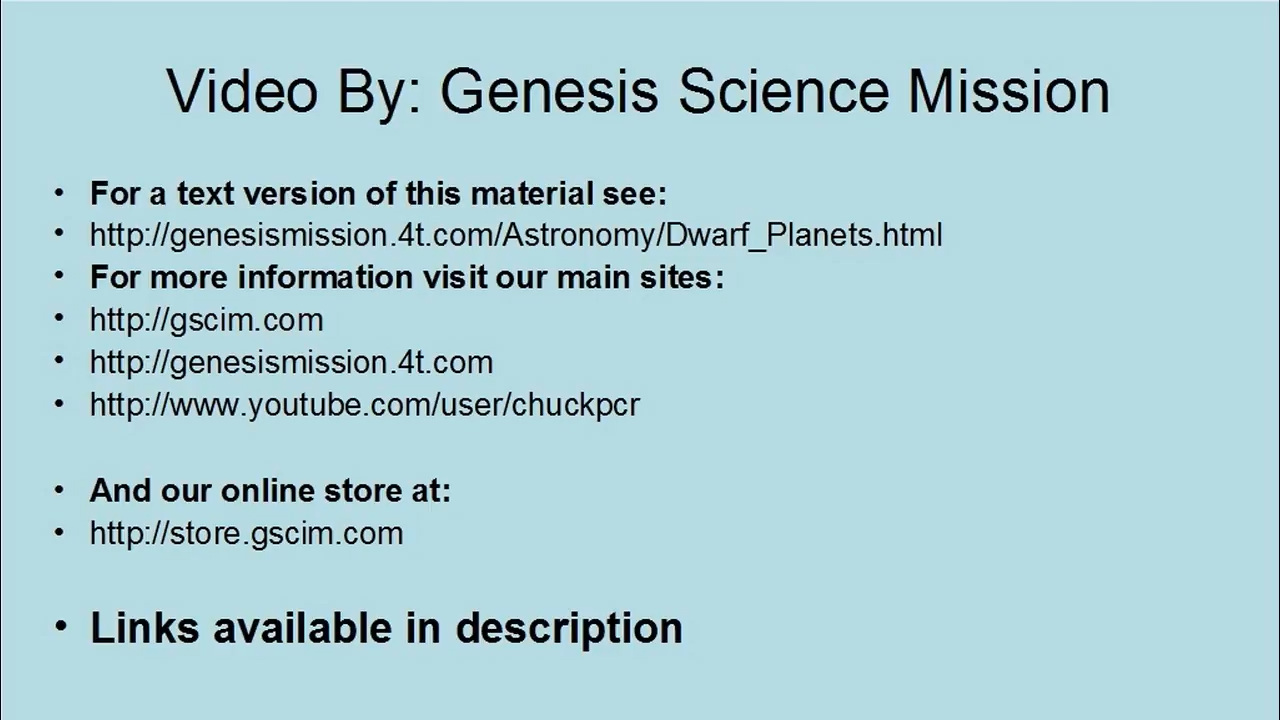 Video By: Genesis Science Mission
• For a text version of this material see:
• http://genesismission.4t.com/Astronomy/Dwarf_Planets.html
• For more information visit our main sites:
• http://gscim.com
• http://genesismission.4t.com
• http://www.youtube.com/user/chuckpcr
• And our online store at:
• http://store.gscim.com
• Links available in description